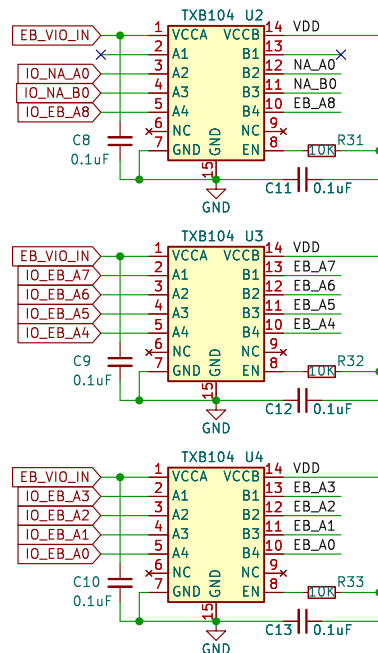 TXB104 U2
EB_VIO_IN 1 VCCA VCCB 14 VDD
2 A1 B1 13
IO_NA_A0 3 A2 B2 12 NA_A0
IO_NA_B0 4 A3 B3 11 NA_B0
IO_EB_A8 5 A4 B4 10 EB_A8
6 NC NC 9
7 GND GND EN 8 10K R31
C8 0.1uF
15
C11 0.1uF
GND
TXB104 U3
EB_VIO_IN 1 VCCA VCCB 14 VDD
IO_EB_A7 2 A1 B1 13 EB_A7
IO_EB_A6 3 A2 B2 12 EB_A6
IO_EB_A5 4 A3 B3 11 EB_A5
IO_EB_A4 5 A4 B4 10 EB_A4
6 NC NC 9
7 GND GND EN 8 10K R32
C9 0.1uF
15
C12 0.1uF
GND
TXB104 U4
EB_VIO_IN 1 VCCA VCCB 14 VDD
IO_EB_A3 2 A1 B1 13 EB_A3
IO_EB_A2 3 A2 B2 12 EB_A2
IO_EB_A1 4 A3 B3 11 EB_A1
IO_EB_A0 5 A4 B4 10 EB_A0
6 NC NC 9
7 GND GND EN 8 10K R33
C10 0.1uF
15
C13 0.1uF
GND